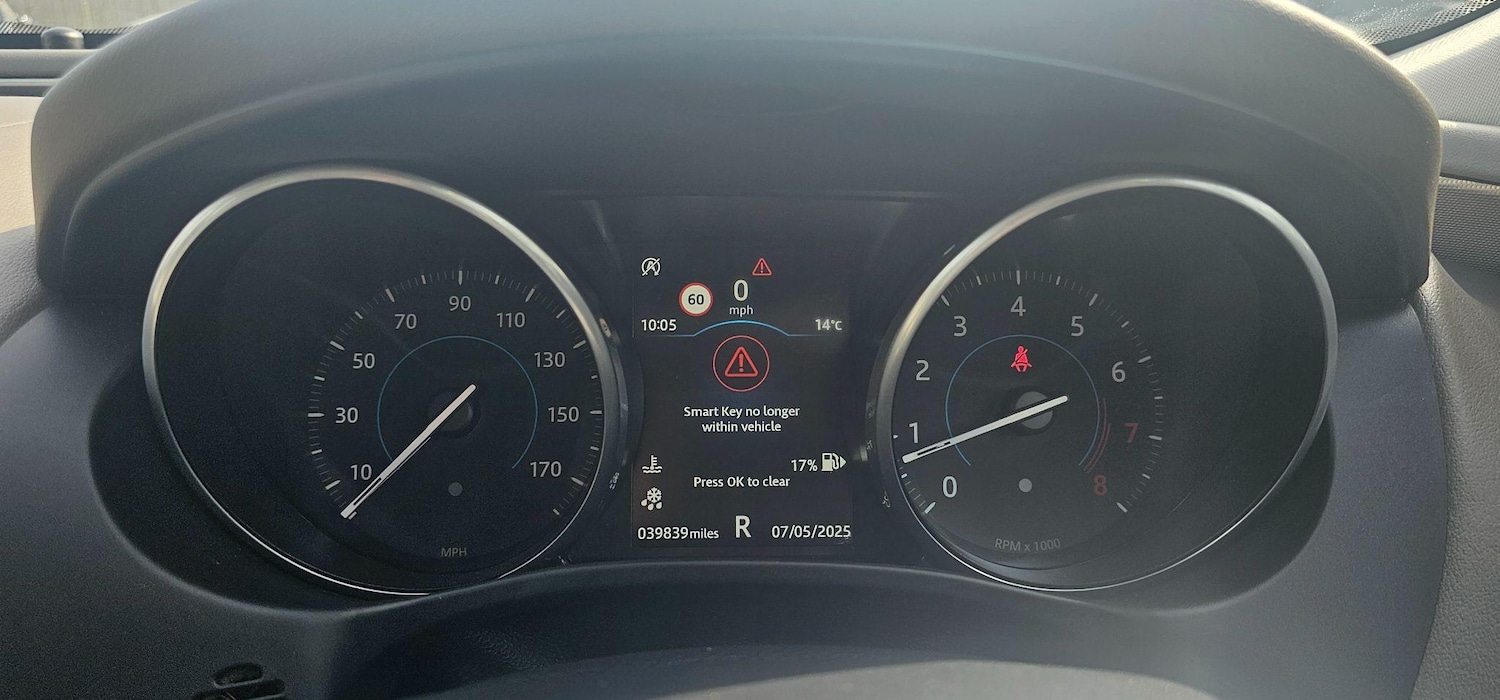 10
30
50
70
90
110
130
150
170
MPH
60
0
mph
10:05
14°C
Smart Key no longer
within vehicle
17%
Press OK to clear
039839 miles
R
07/05/2025
0
1
2
3
4
5
6
7
8
RPM x 1000